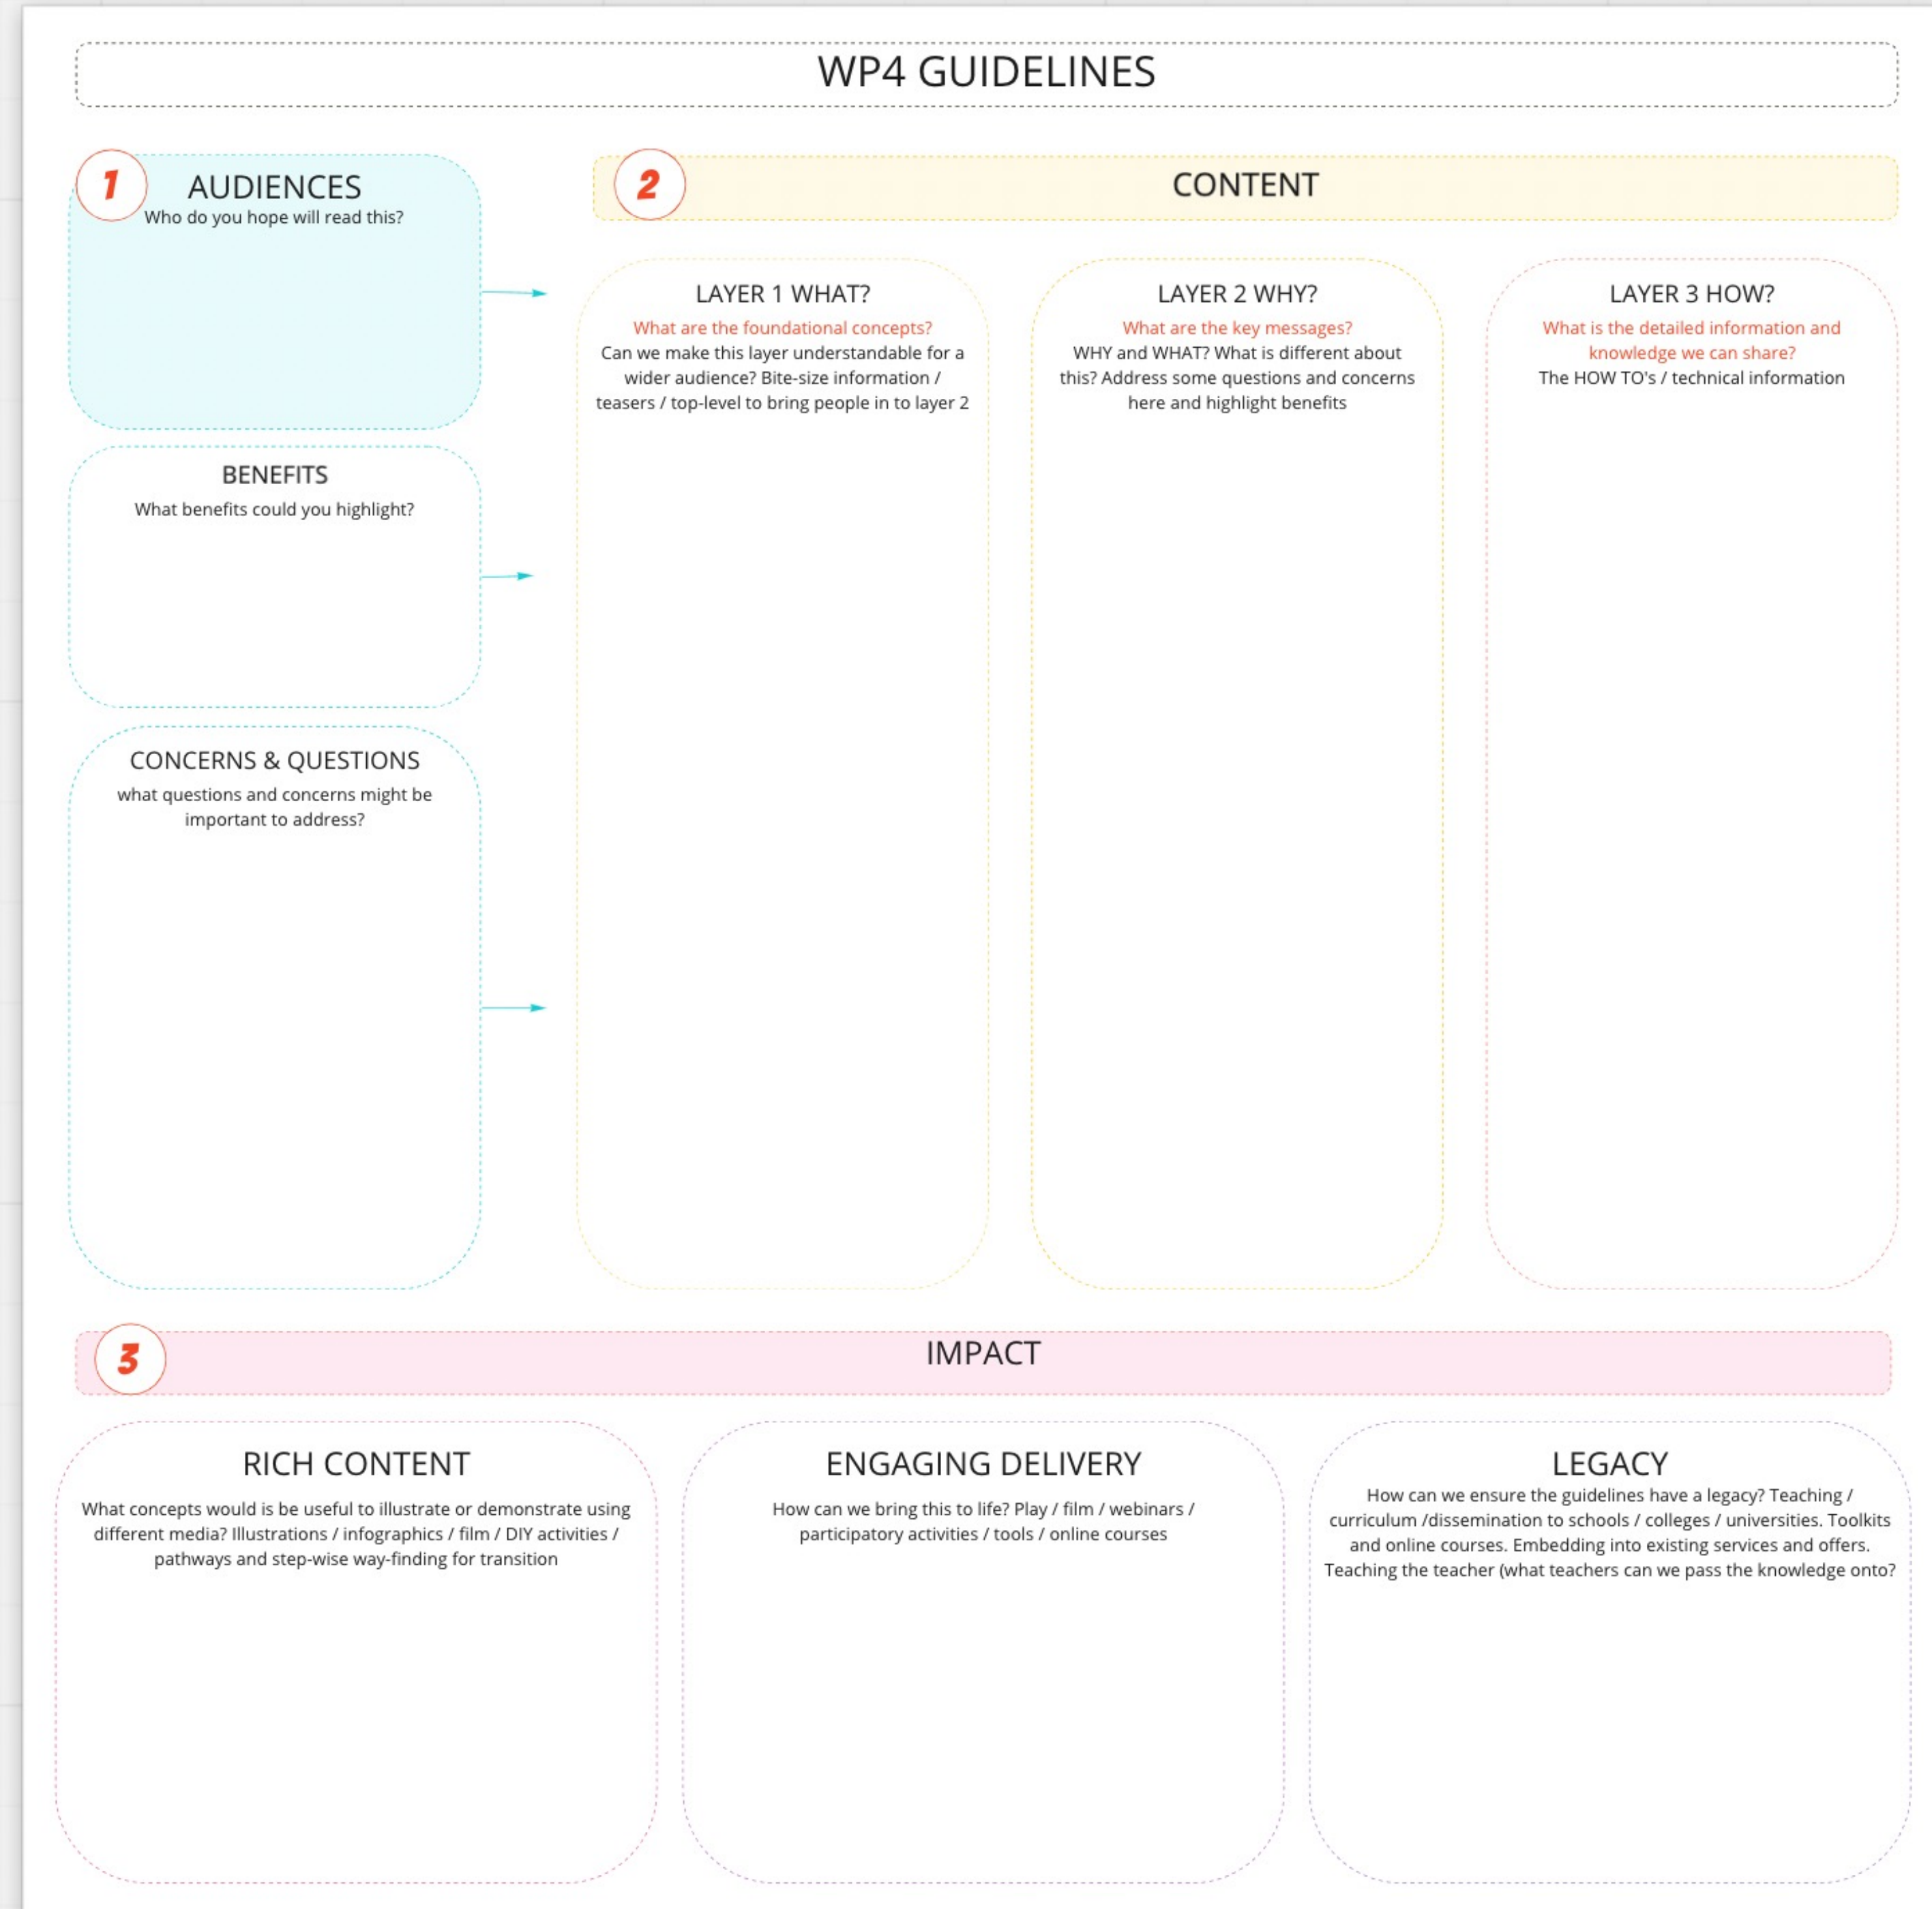 WP4 GUIDELINES
1
AUDIENCES
Who do you hope will read this?
BENEFITS
What benefits could you highlight?
CONCERNS & QUESTIONS
what questions and concerns might be
important to address?
2
CONTENT
LAYER 1 WHAT?
What are the foundational concepts?
Can we make this layer understandable for a
wider audience? Bite-size information /
teasers / top-level to bring people in to layer 2
LAYER 2 WHY?
What are the key messages?
WHY and WHAT? What is different about
this? Address some questions and concerns
here and highlight benefits
LAYER 3 HOW?
What is the detailed information and
knowledge we can share?
The HOW TO's / technical information
3
IMPACT
RICH CONTENT
What concepts would is be useful to illustrate or demonstrate using
different media? Illustrations / infographics / film / DIY activities /
pathways and step-wise way-finding for transition
ENGAGING DELIVERY
How can we bring this to life? Play / film / webinars /
participatory activities / tools / online courses
LEGACY
How can we ensure the guidelines have a legacy? Teaching /
curriculum /dissemination to schools / colleges / universities. Toolkits
and online courses. Embedding into existing services and offers.
Teaching the teacher (what teachers can we pass the knowledge onto?